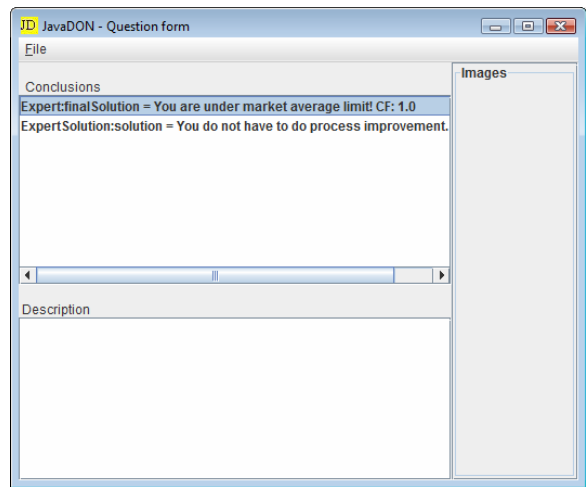 JD JavaDON - Question form
File
Conclusions
Expert:finalSolution = You are under market average limit! CF: 1.0
ExpertSolution:solution = You do not have to do process improvement.
Description
Images